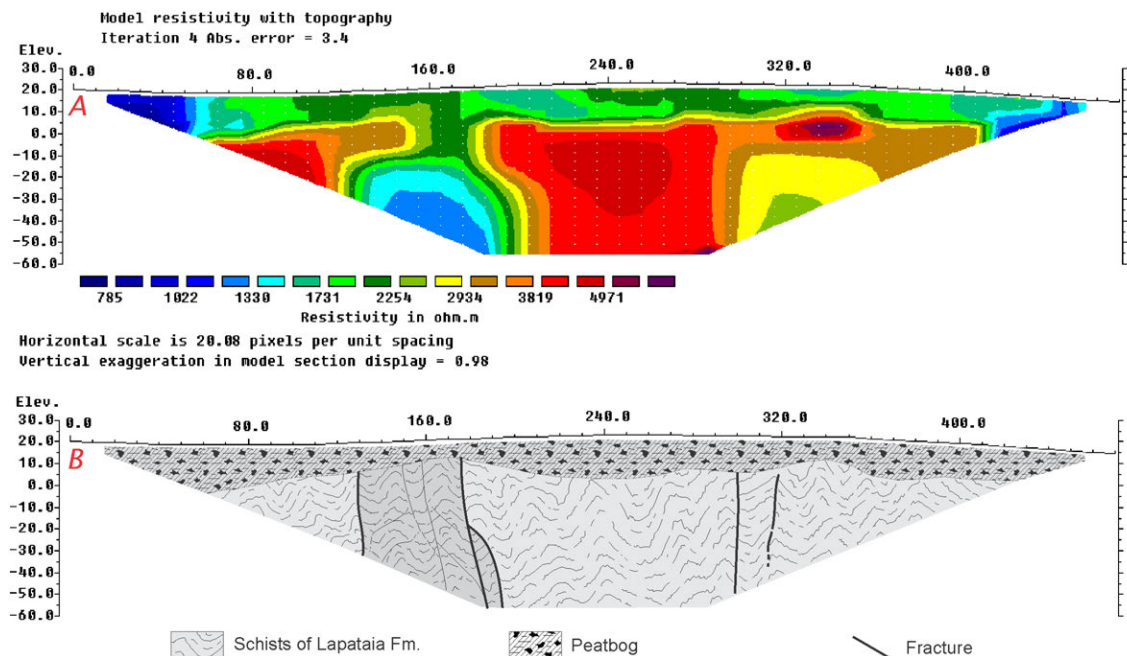 Model resistivity with topography
Iteration 4 Abs. error = 3.4
Elev.
0.0 80.0 160.0 240.0 320.0 400.0
30.0
20.0
A
10.0
0.0
-10.0
-20.0
-30.0
-40.0
-50.0
-60.0
785 1022 1330 1731 2254 2934 3819 4971
Resistivity in ohm.m
Horizontal scale is 20.08 pixels per unit spacing
Vertical exaggeration in model section display = 0.98
Elev.
0.0 80.0 160.0 240.0 320.0 400.0
30.0
20.0
B
10.0
0.0
-10.0
-20.0
-30.0
-40.0
-50.0
-60.0
Schists of Lapataia Fm. Peatbog Fracture